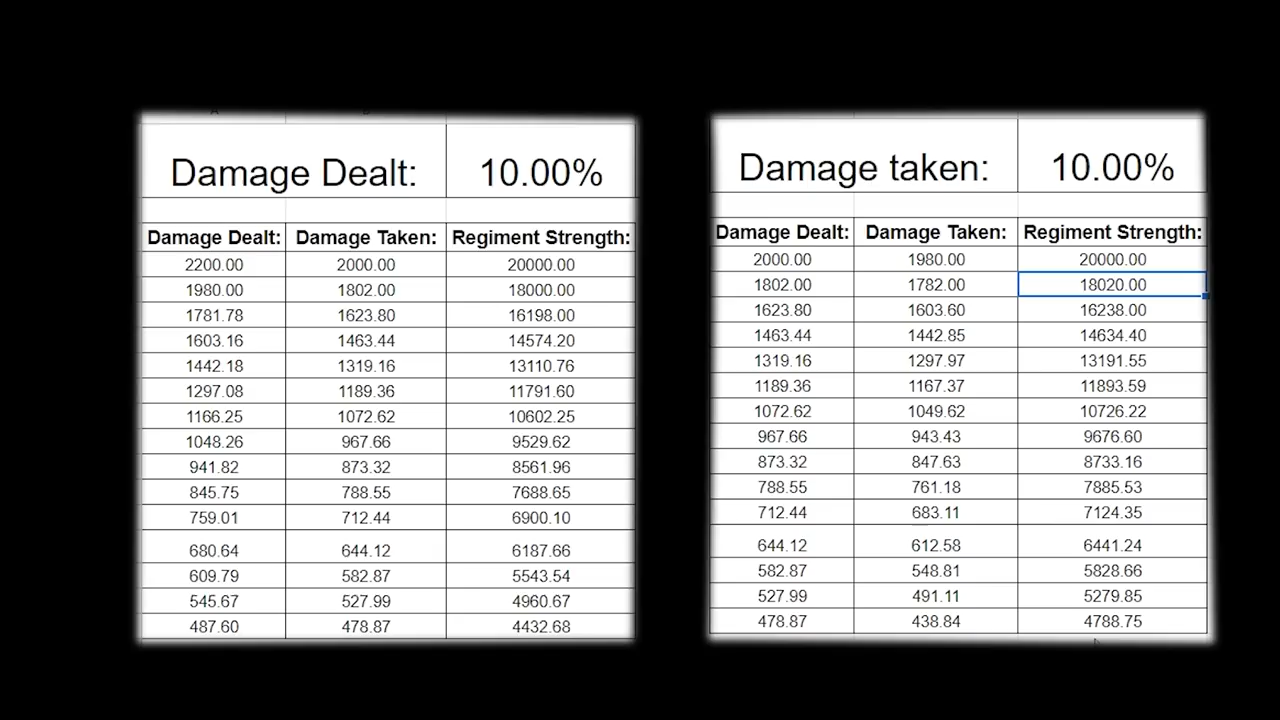 Damage Dealt: 10.00%
Damage Dealt: Damage Taken: Regiment Strength:
2200.00 2000.00 20000.00
1980.00 1802.00 18000.00
1781.78 1623.80 16198.00
1603.16 1463.44 14574.20
1442.18 1319.16 13110.76
1297.08 1189.36 11791.60
1166.25 1072.62 10602.25
1048.26 967.66 9529.62
941.82 873.32 8561.96
845.75 788.55 7688.65
759.01 712.44 6900.10
680.64 644.12 6187.66
609.79 582.87 5543.54
545.67 527.99 4960.67
487.60 478.87 4432.68
Damage taken: 10.00%
Damage Dealt: Damage Taken: Regiment Strength:
2000.00 1980.00 20000.00
1802.00 1782.00 18020.00
1623.80 1603.60 16238.00
1463.44 1442.85 14634.40
1319.16 1297.97 13191.55
1189.36 1167.37 11893.59
1072.62 1049.62 10726.22
967.66 943.43 9676.60
873.32 847.63 8733.16
788.55 761.18 7885.53
712.44 683.11 7124.35
644.12 612.58 6441.24
582.87 548.81 5828.66
527.99 491.11 5279.85
478.87 438.84 4788.75